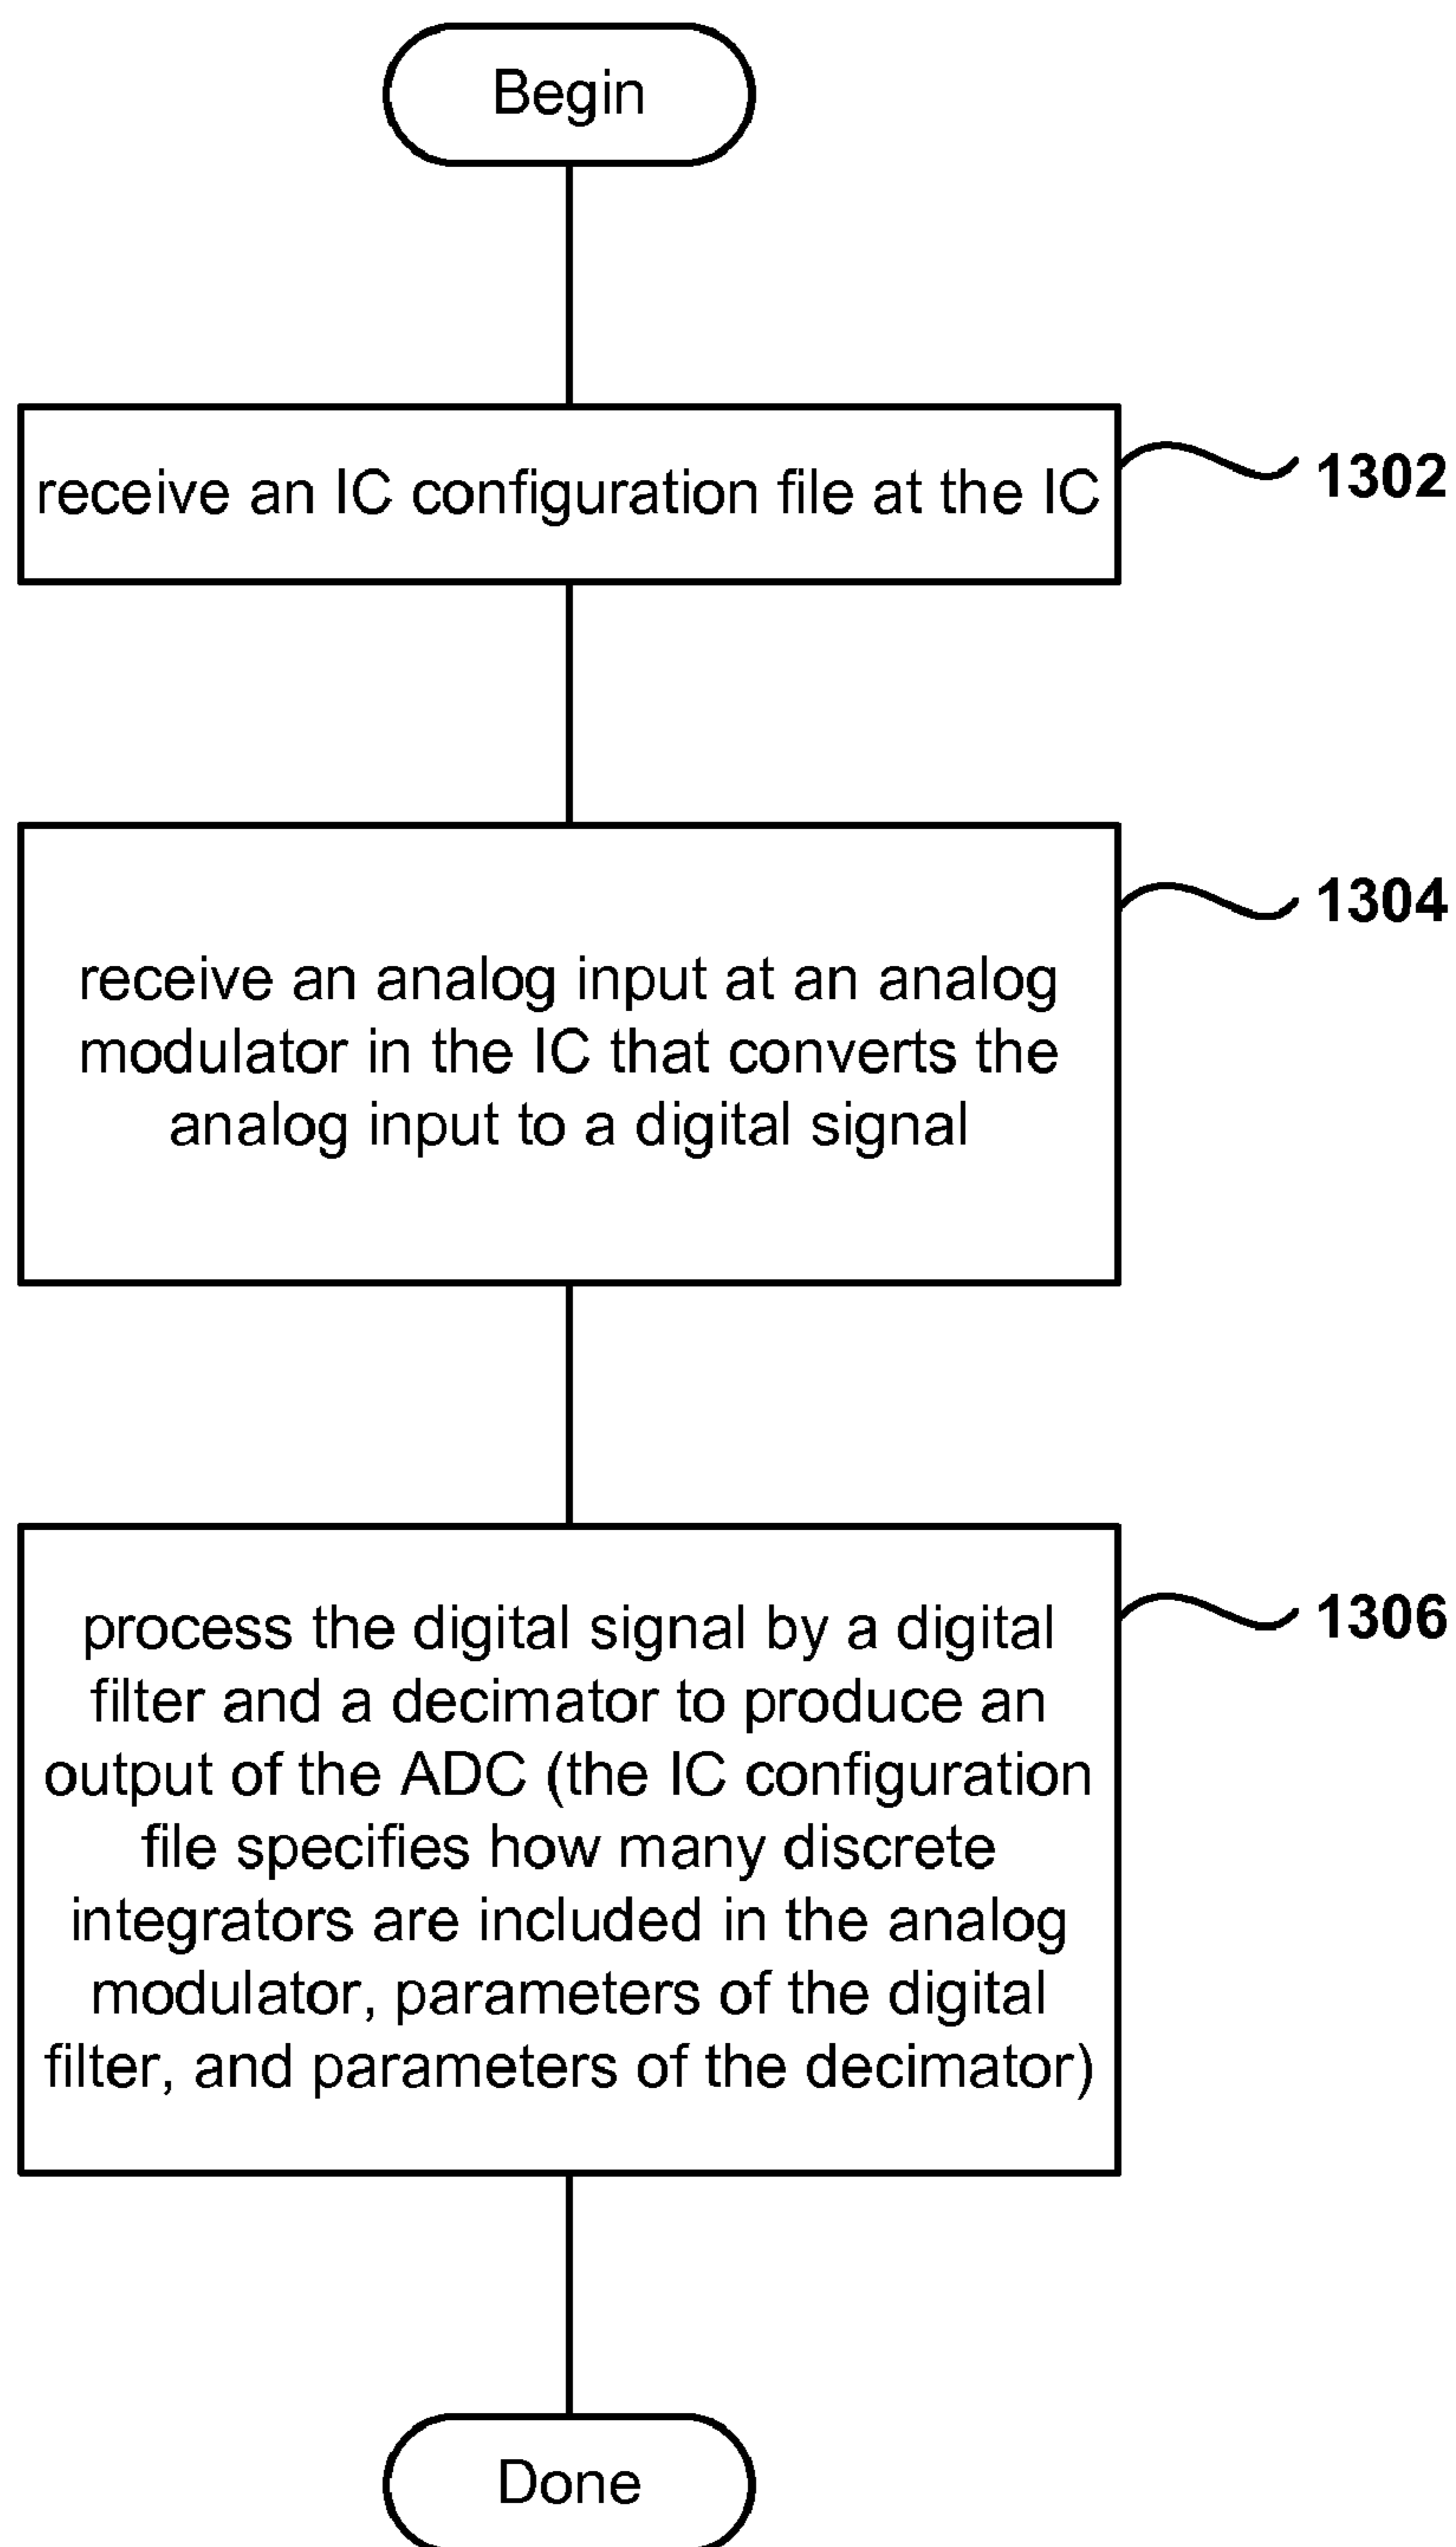 Begin
receive an IC configuration file at the IC
1302
receive an analog input at an analog
modulator in the IC that converts the
analog input to a digital signal
1304
process the digital signal by a digital
filter and a decimator to produce an
output of the ADC (the IC configuration
file specifies how many discrete
integrators are included in the analog
modulator, parameters of the digital
filter, and parameters of the decimator)
1306
Done